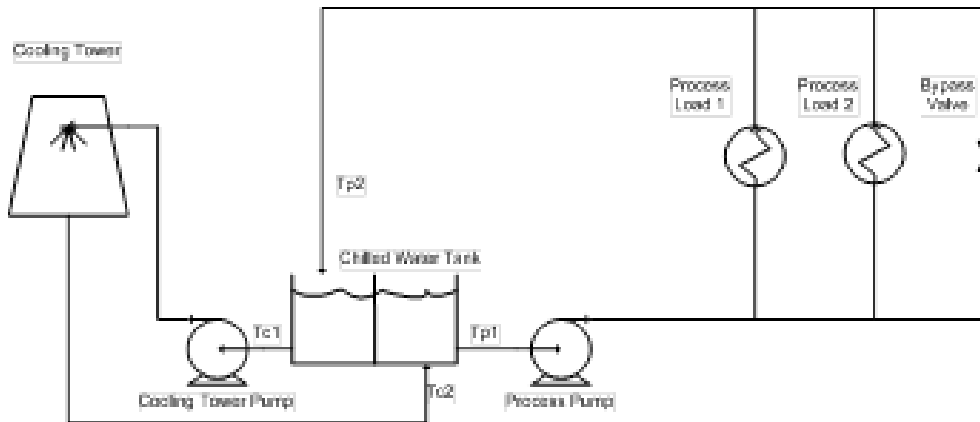 Cooling Tower
Process
Load 1
Process
Load 2
Bypass
Valve
Tp2
Chilled Water Tank
Tc1
Tp1
Tc2
Cooling Tower Pump
Process Pump